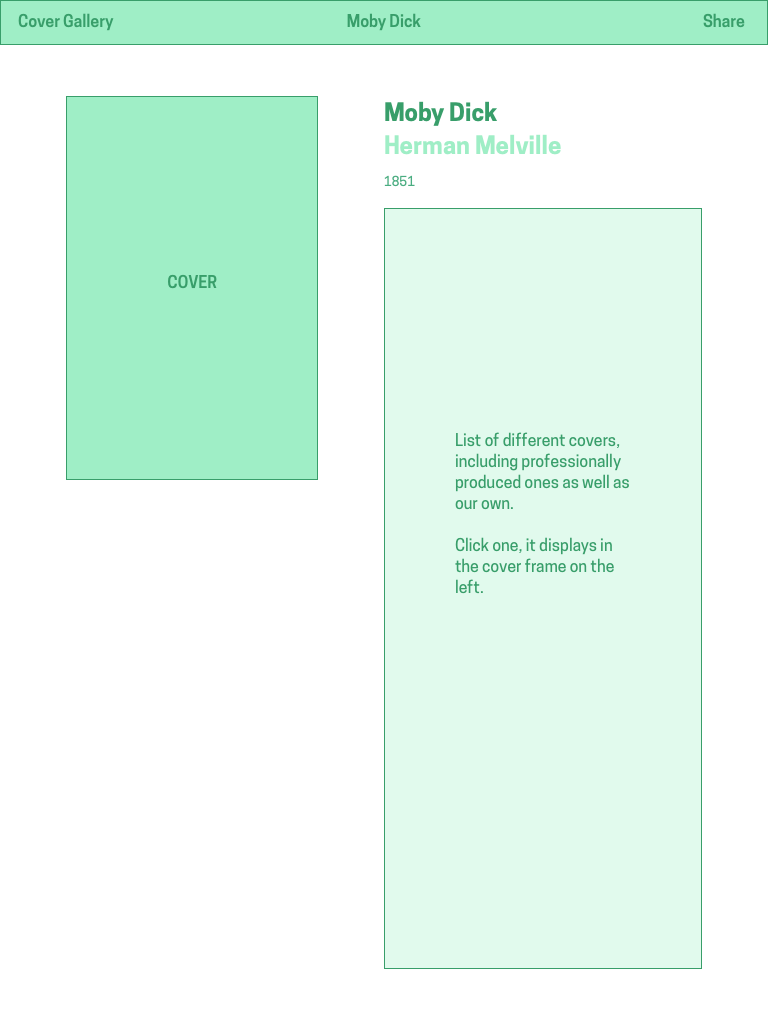 Cover Gallery
Moby Dick
Share
Moby Dick
Herman Melville
1851
COVER
List of different covers,
including professionally
produced ones as well as
our own.
Click one, it displays in
the cover frame on the
left.